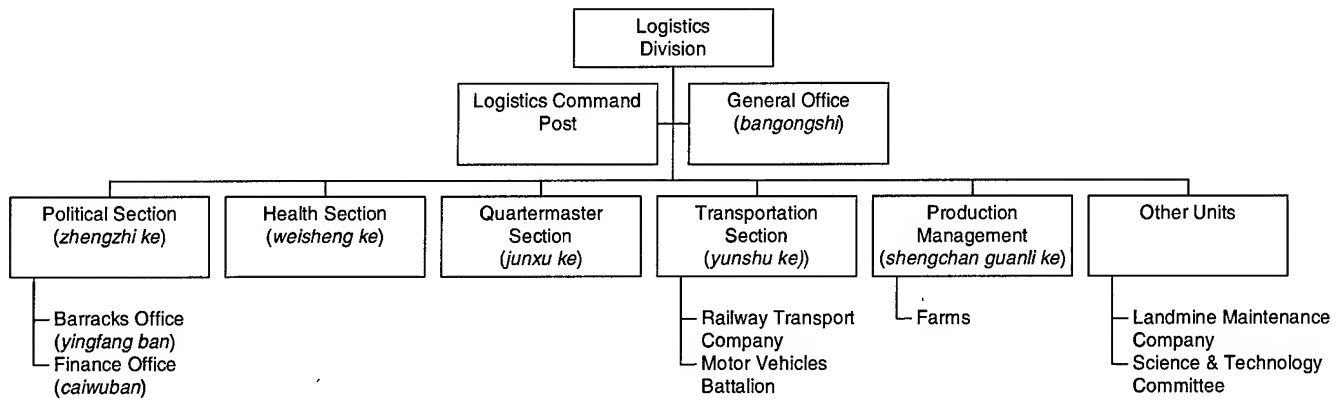 Logistics
Division
Logistics Command
Post
General Office
(bangongshi)
Political Section
(zhengzhi ke)
Health Section
(weisheng ke)
Quartermaster
Section
(junxu ke)
Transportation
Section
(yunshu ke))
Production
Management
(shengchan guanli ke)
Other Units
Barracks Office
(yingfang ban)
Finance Office
(caiwuban)
Railway Transport
Company
Motor Vehicles
Battalion
Farms
Landmine Maintenance
Company
Science & Technology
Committee